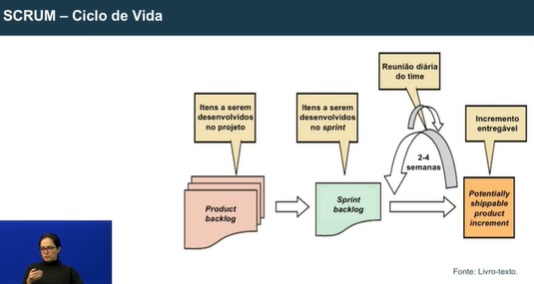 SCRUM – Ciclo de Vida
Reunião diária
do time
Itens a serem
desenvolvidos
no projeto
Itens a serem
desenvolvidos
no sprint
Incremento
entregável
2-4
semanas
Product
backlog
Sprint
backlog
Potentially
shippable
product
increment
Fonte: Livro-texto.